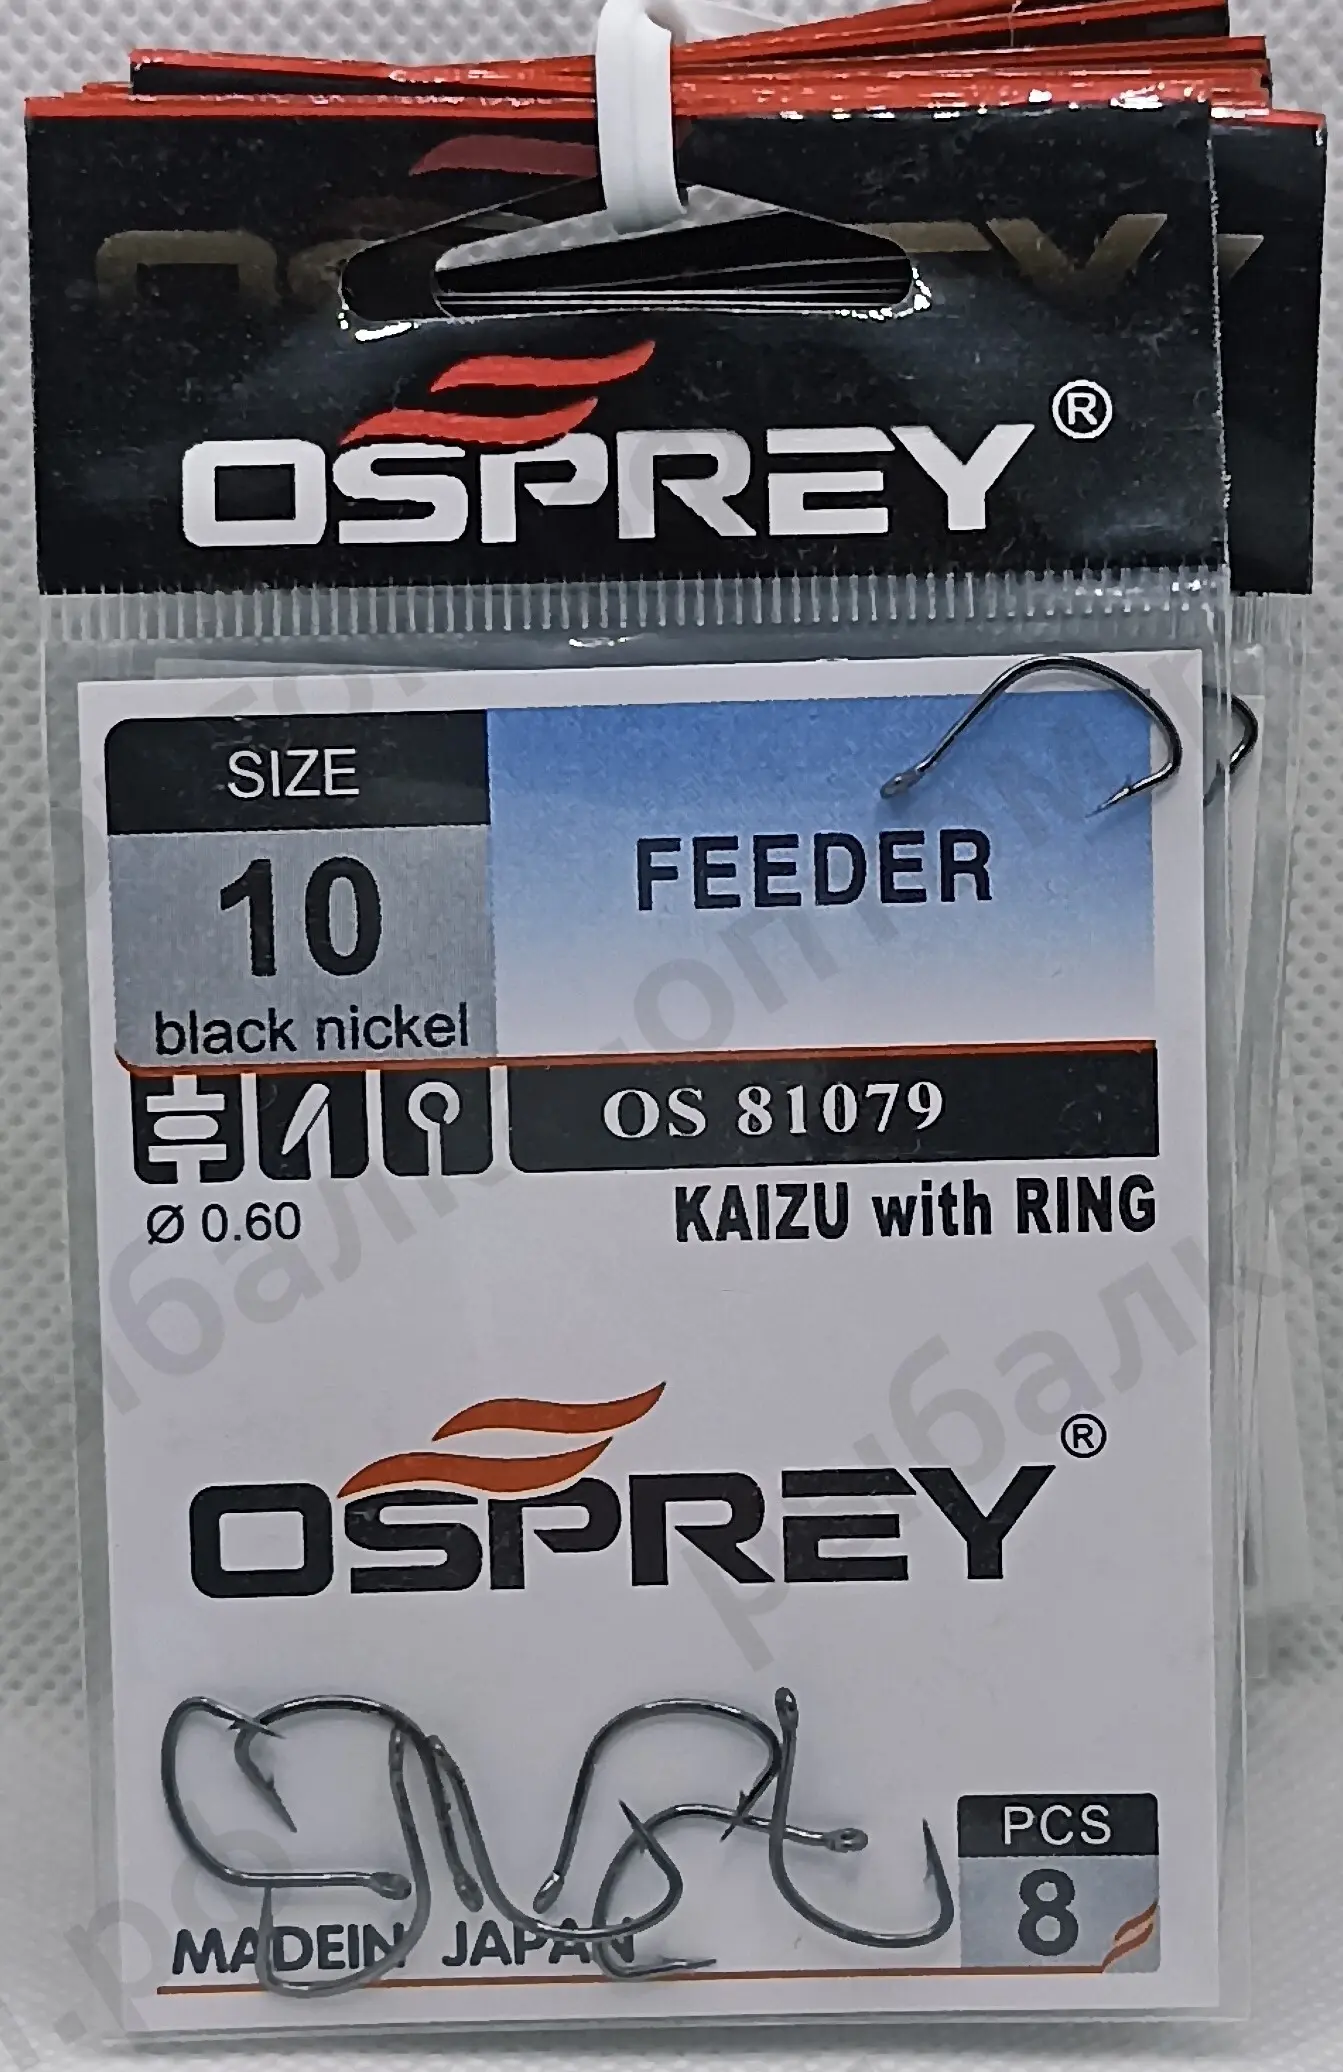 OSPREY®
SIZE
10
black nickel
FEEDER
OS 81079
Ø 0.60
KAIZU with RING
OSPREY®
MADEIN JAPAN
PCS
8